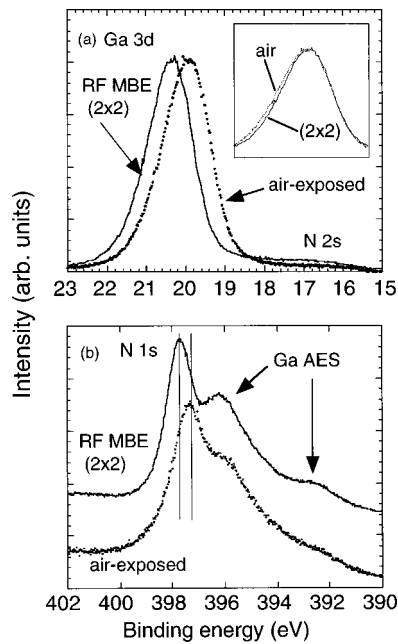 (a) Ga 3d
RF MBE
(2x2)
air
(2x2)
air-exposed
N 2s
23 22 21 20 19 18 17 16 15
Intensity (arb. units)
(b) N 1s
Ga AES
RF MBE
(2x2)
air-exposed
402 400 398 396 394 392 390
Binding energy (eV)